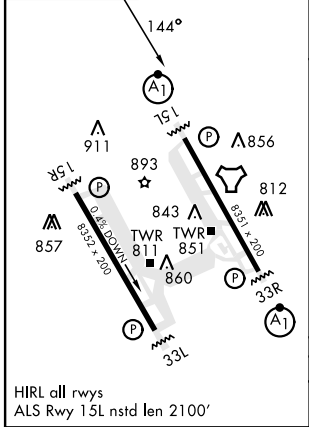 144°
A1
15L
P
911
856
893
15R
P
812
0.4% DOWN
8352 x 200
857
843
TWR
811
TWR
851
8351 x 200
860
P
33R
P
33L
A1
HIRL all rwys
ALS Rwy 15L nstd len 2100'